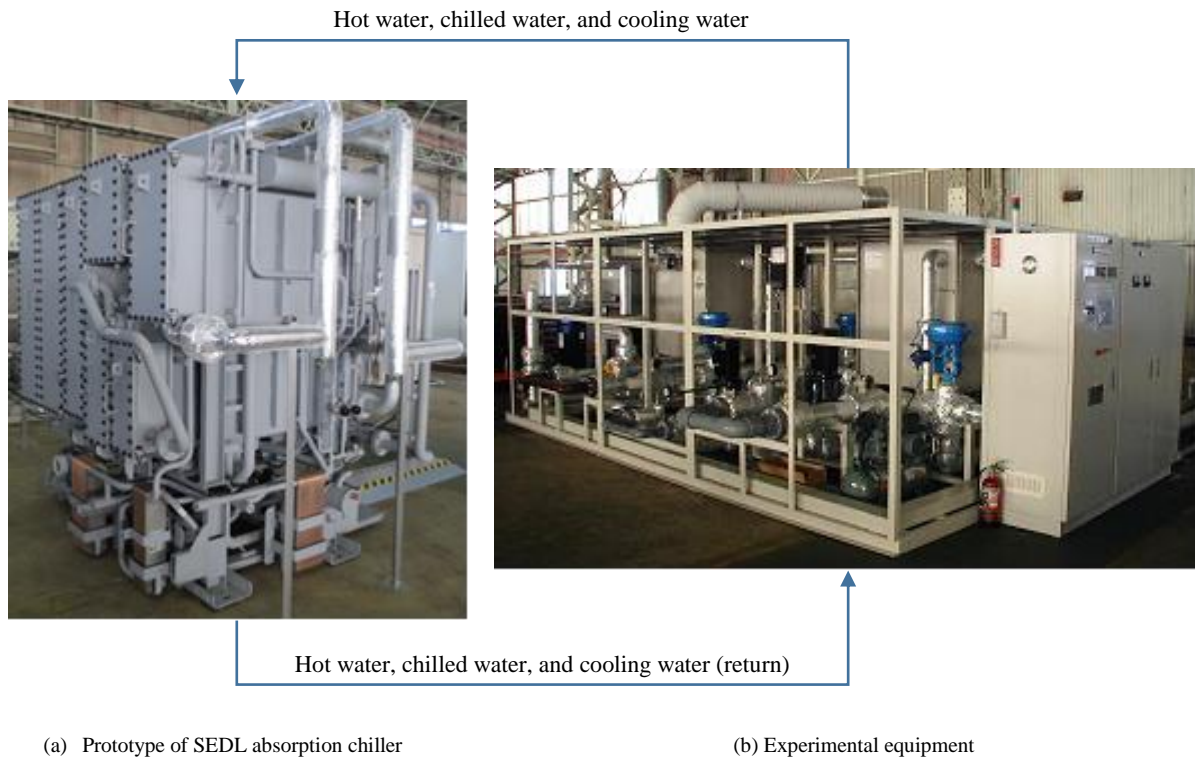 Hot water, chilled water, and cooling water
Hot water, chilled water, and cooling water (return)
(a) Prototype of SEDL absorption chiller
(b) Experimental equipment